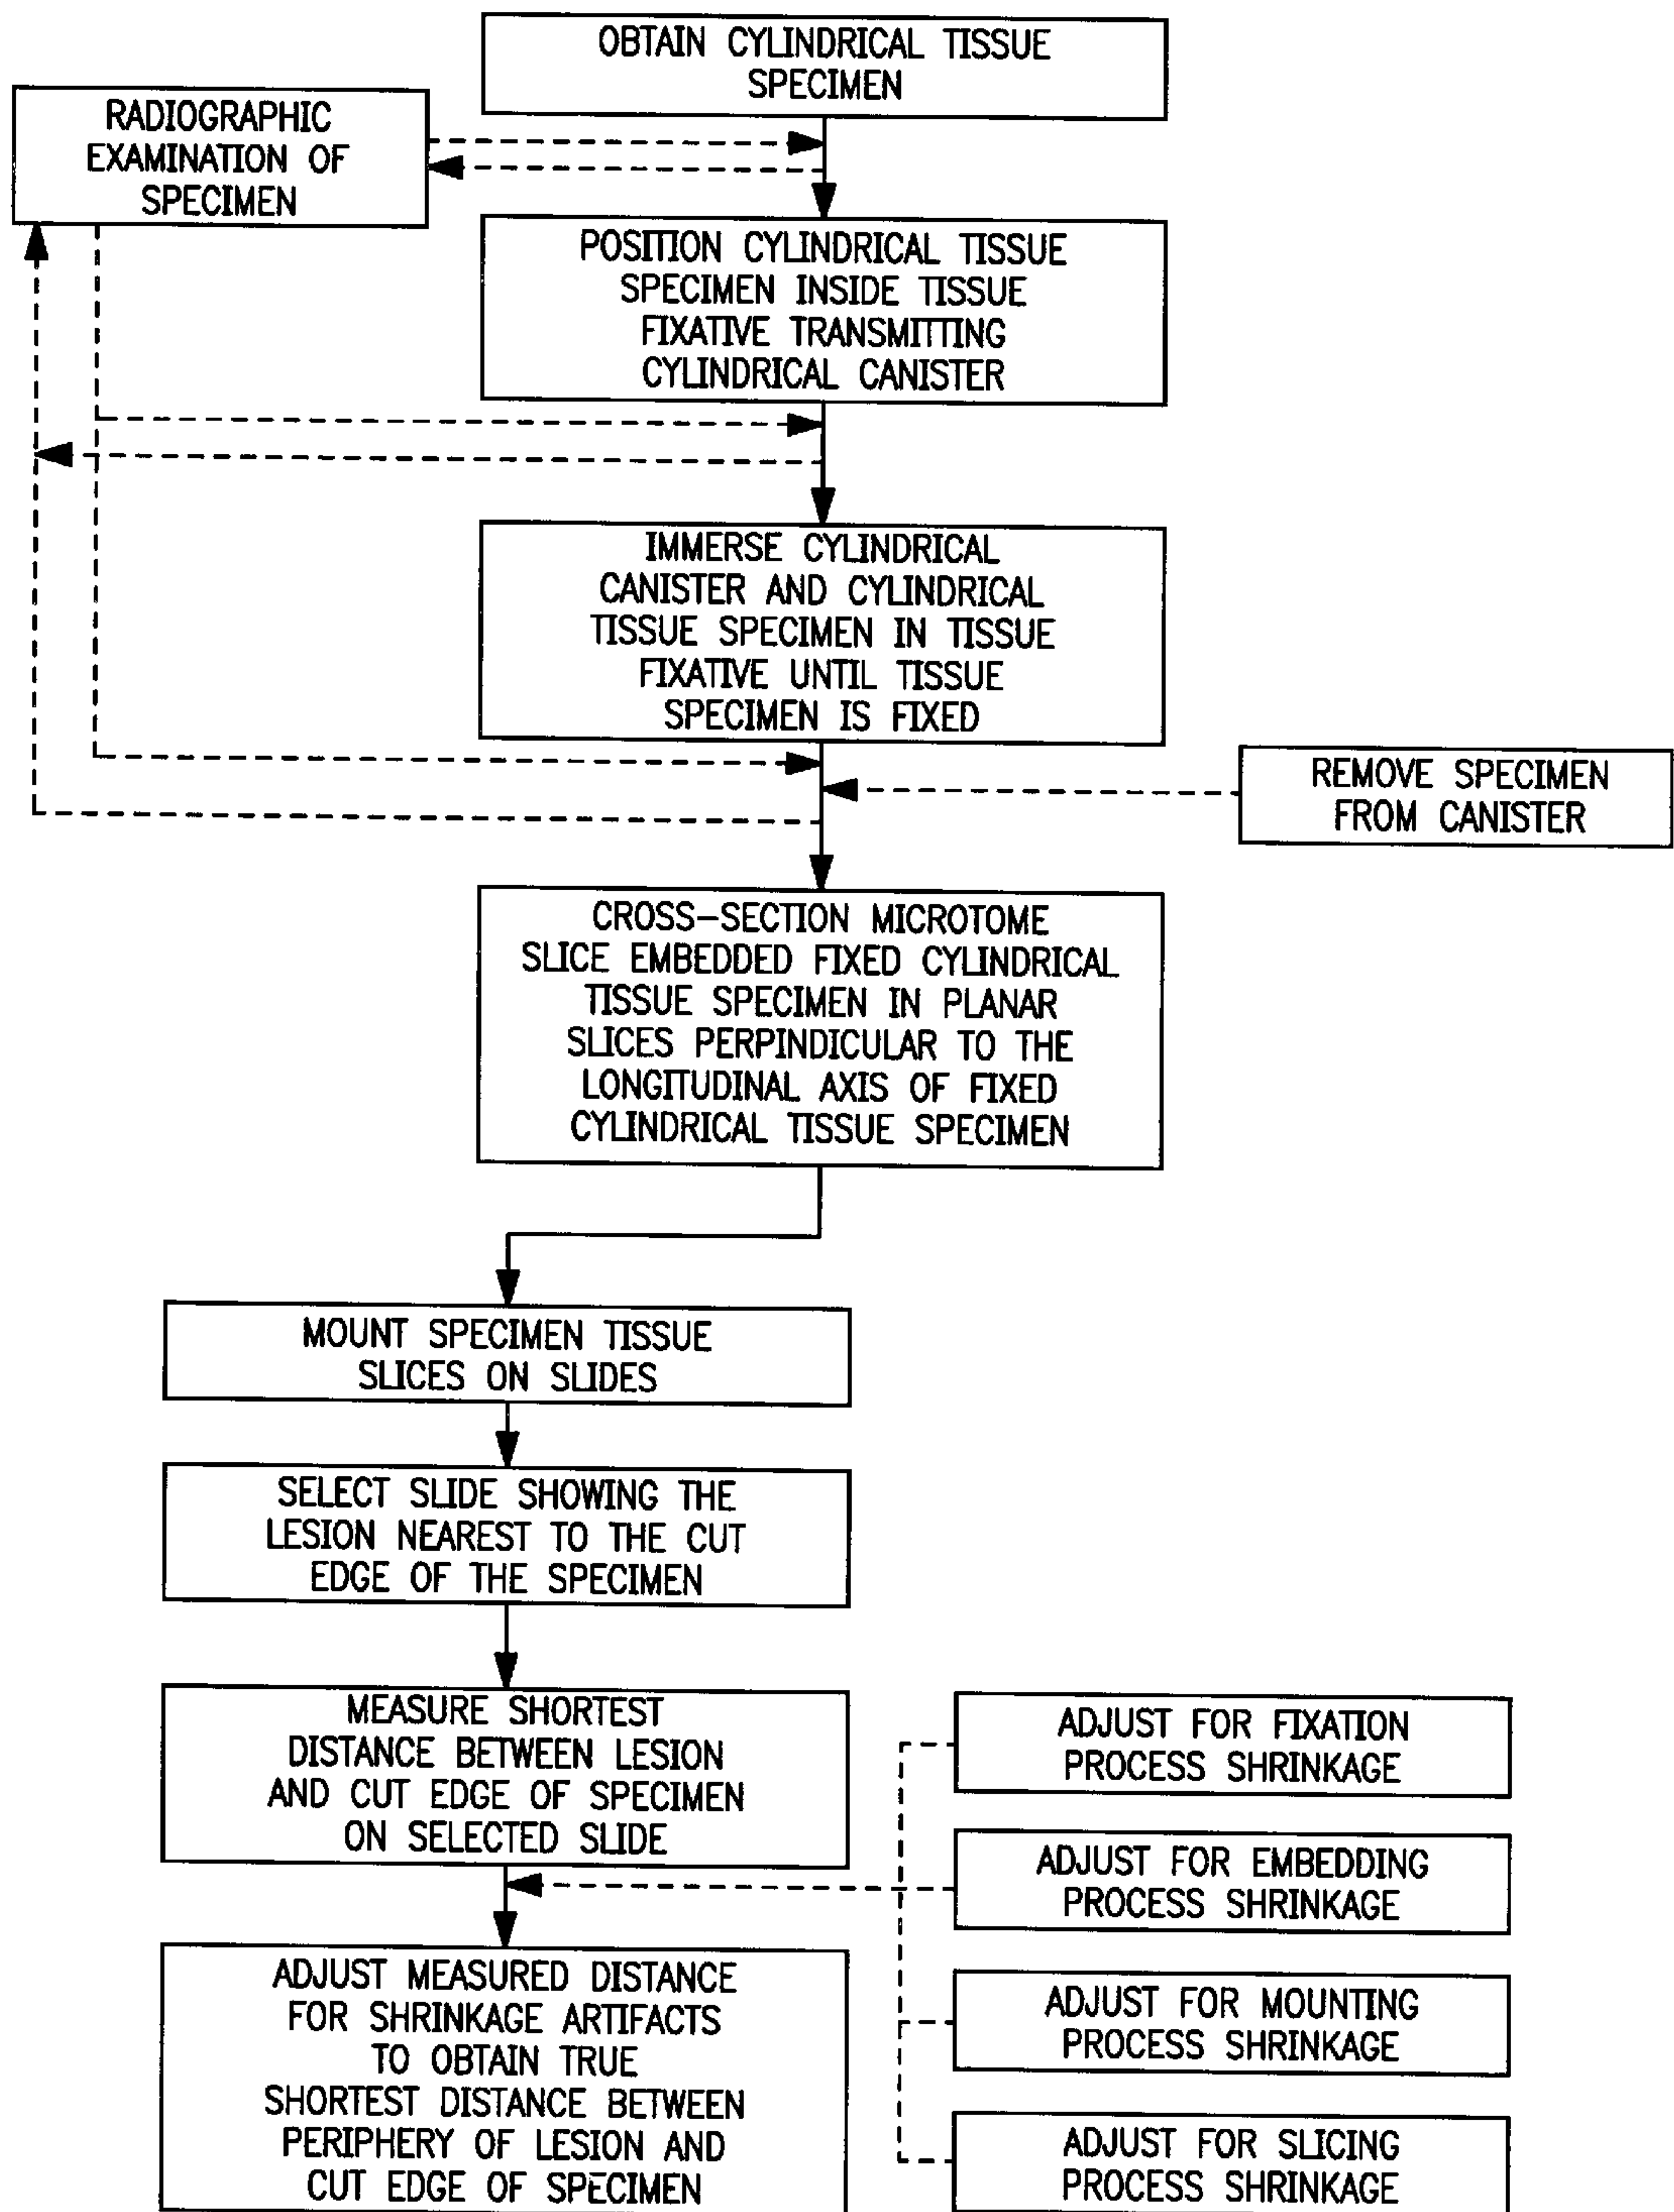 OBTAIN CYLINDRICAL TISSUE
SPECIMEN
RADIOGRAPHIC
EXAMINATION OF
SPECIMEN
POSITION CYLINDRICAL TISSUE
SPECIMEN INSIDE TISSUE
FIXATIVE TRANSMITTING
CYLINDRICAL CANISTER
IMMERSE CYLINDRICAL
CANISTER AND CYLINDRICAL
TISSUE SPECIMEN IN TISSUE
FIXATIVE UNTIL TISSUE
SPECIMEN IS FIXED
REMOVE SPECIMEN
FROM CANISTER
CROSS-SECTION MICROTOME
SLICE EMBEDDED FIXED CYLINDRICAL
TISSUE SPECIMEN IN PLANAR
SLICES PERPINDICULAR TO THE
LONGITUDINAL AXIS OF FIXED
CYLINDRICAL TISSUE SPECIMEN
MOUNT SPECIMEN TISSUE
SLICES ON SLIDES
SELECT SLIDE SHOWING THE
LESION NEAREST TO THE CUT
EDGE OF THE SPECIMEN
MEASURE SHORTEST
DISTANCE BETWEEN LESION
AND CUT EDGE OF SPECIMEN
ON SELECTED SLIDE
ADJUST FOR FIXATION
PROCESS SHRINKAGE
ADJUST FOR EMBEDDING
PROCESS SHRINKAGE
ADJUST MEASURED DISTANCE
FOR SHRINKAGE ARTIFACTS
TO OBTAIN TRUE
SHORTEST DISTANCE BETWEEN
PERIPHERY OF LESION AND
CUT EDGE OF SPECIMEN
ADJUST FOR MOUNTING
PROCESS SHRINKAGE
ADJUST FOR SLICING
PROCESS SHRINKAGE